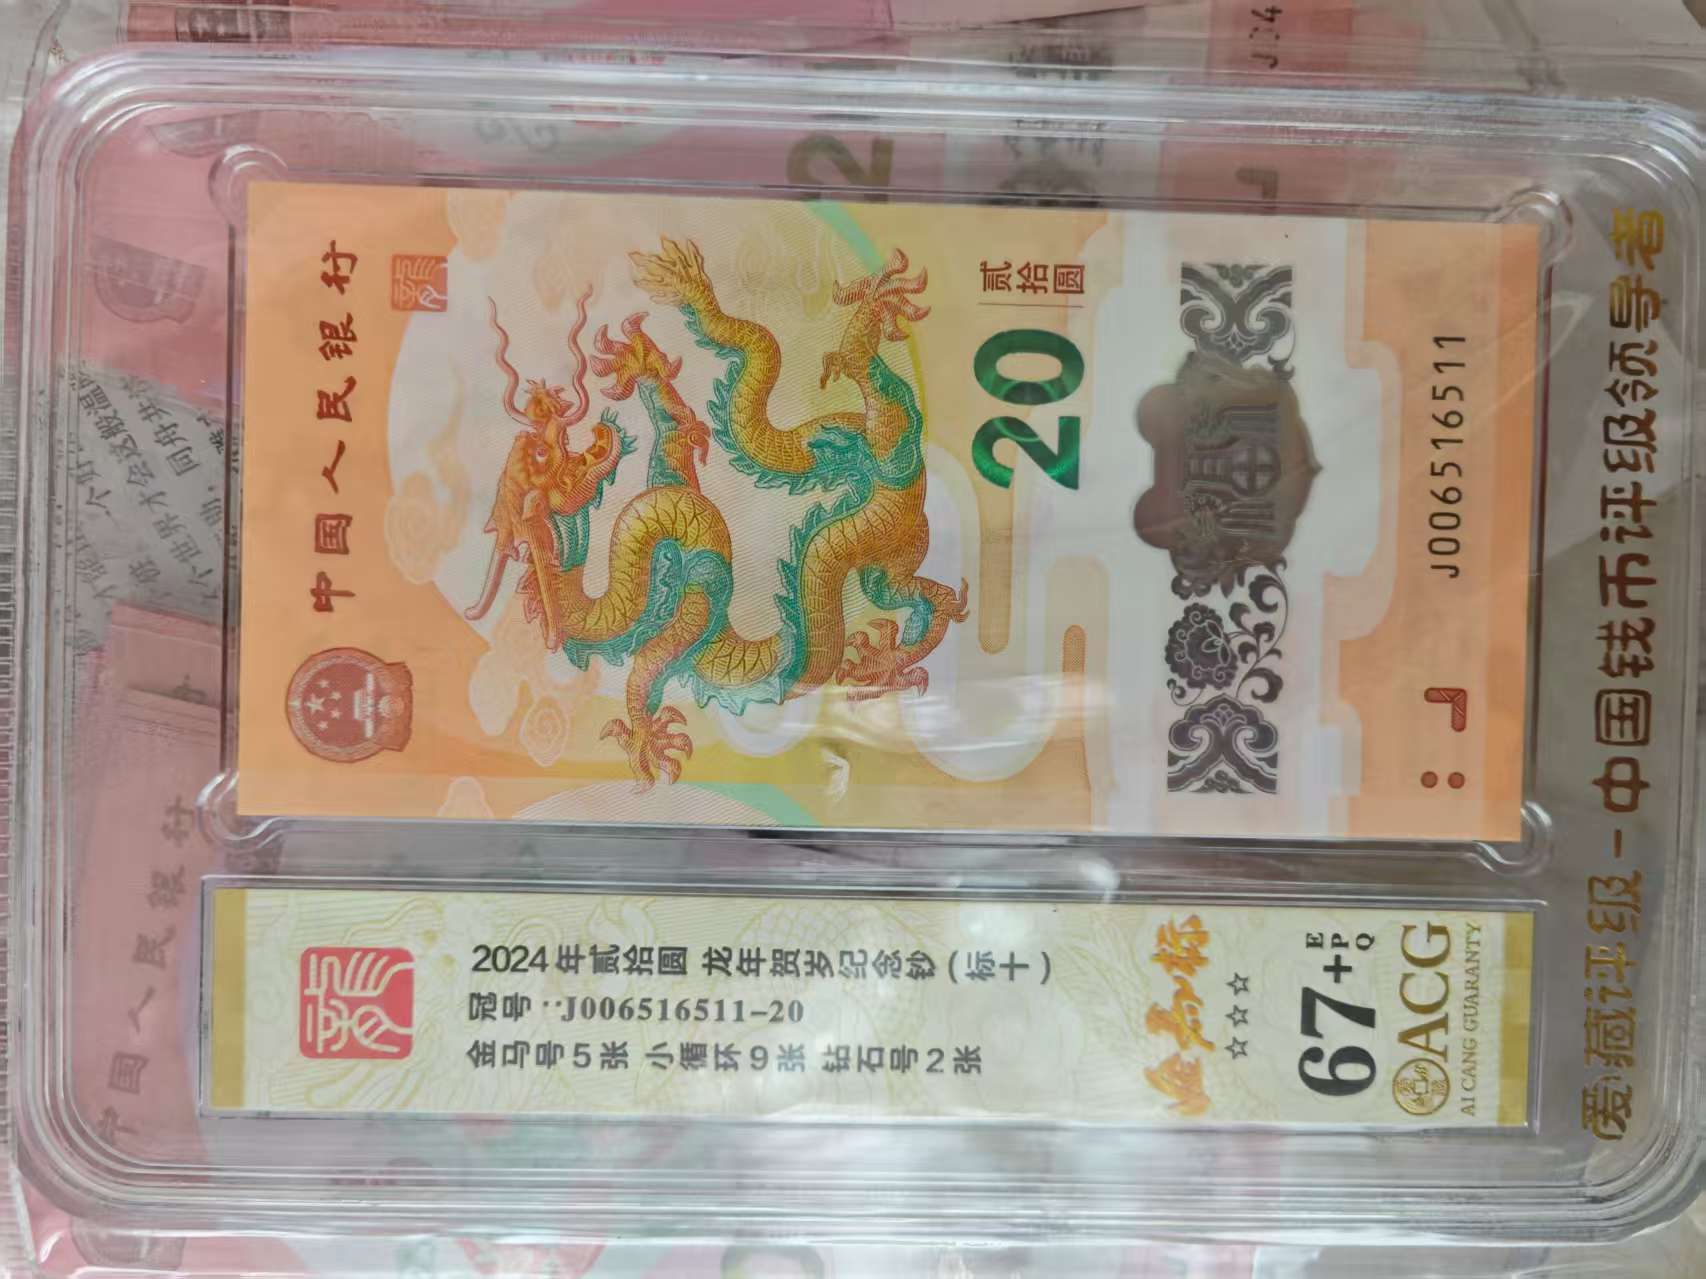 中国人民银行
贰拾圆
20
J006516511
2024年贰拾圆 龙年贺岁纪念钞(标十)
冠号:J006516511-20
金马号5张 小循环9张 钻石号2张
67+
EPQ
ACG
AI CANG GUARANTY
爱藏评级-中国钱币评级领导者